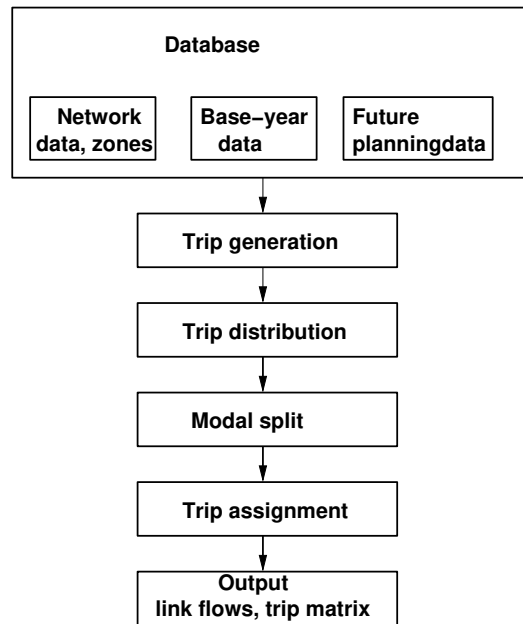 Database
Network
data, zones
Base-year
data
Future
planningdata
Trip generation
Trip distribution
Modal split
Trip assignment
Output
link flows, trip matrix